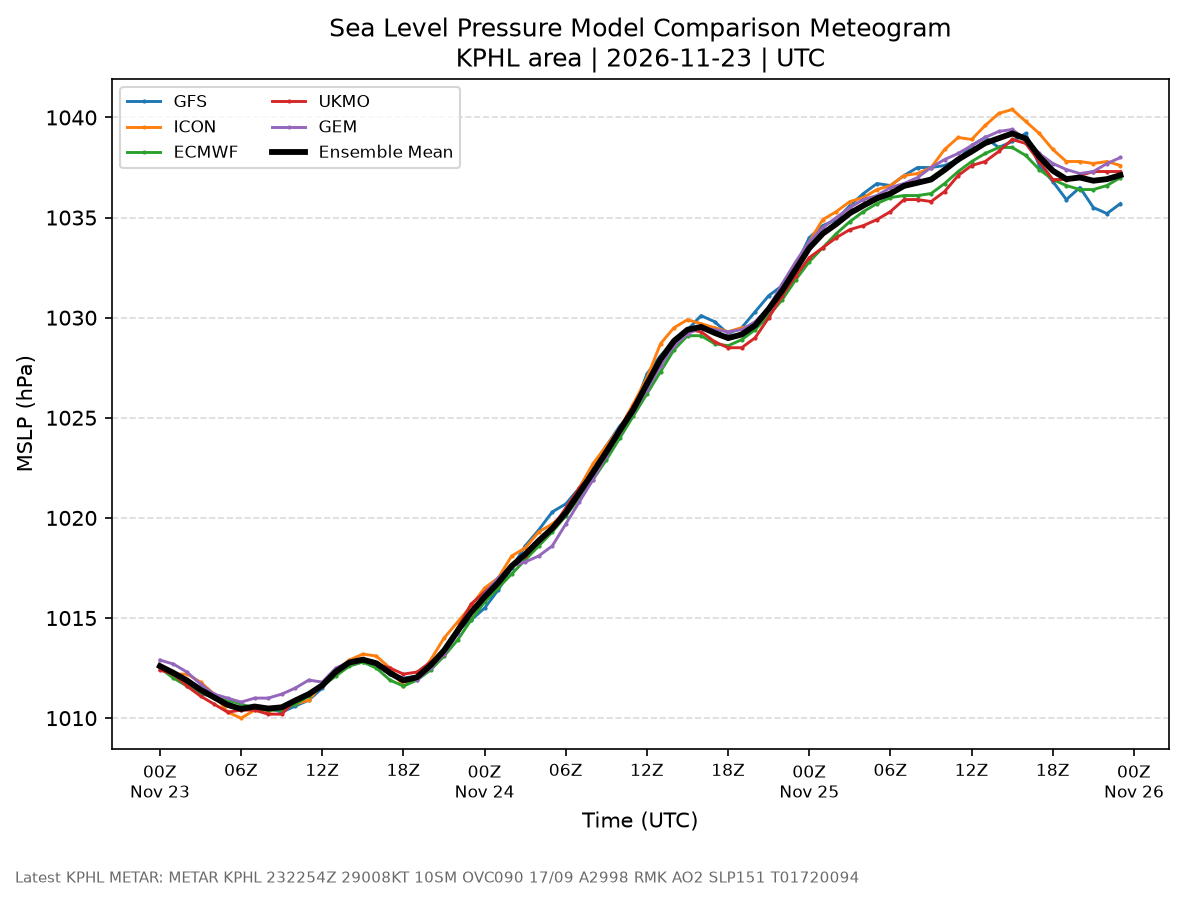 Sea Level Pressure Model Comparison Meteogram
KPHL area | 2026-11-23 | UTC
GFS
ICON
ECMWF
UKMO
GEM
Ensemble Mean
MSLP (hPa)
1040
1035
1030
1025
1020
1015
1010
00Z 06Z 12Z 18Z 00Z 06Z 12Z 18Z 00Z 06Z 12Z 18Z 00Z
Nov 23 Nov 24 Nov 25 Nov 26
Time (UTC)
Latest KPHL METAR: METAR KPHL 232254Z 29008KT 10SM OVC090 17/09 A2998 RMK AO2 SLP151 T01720094